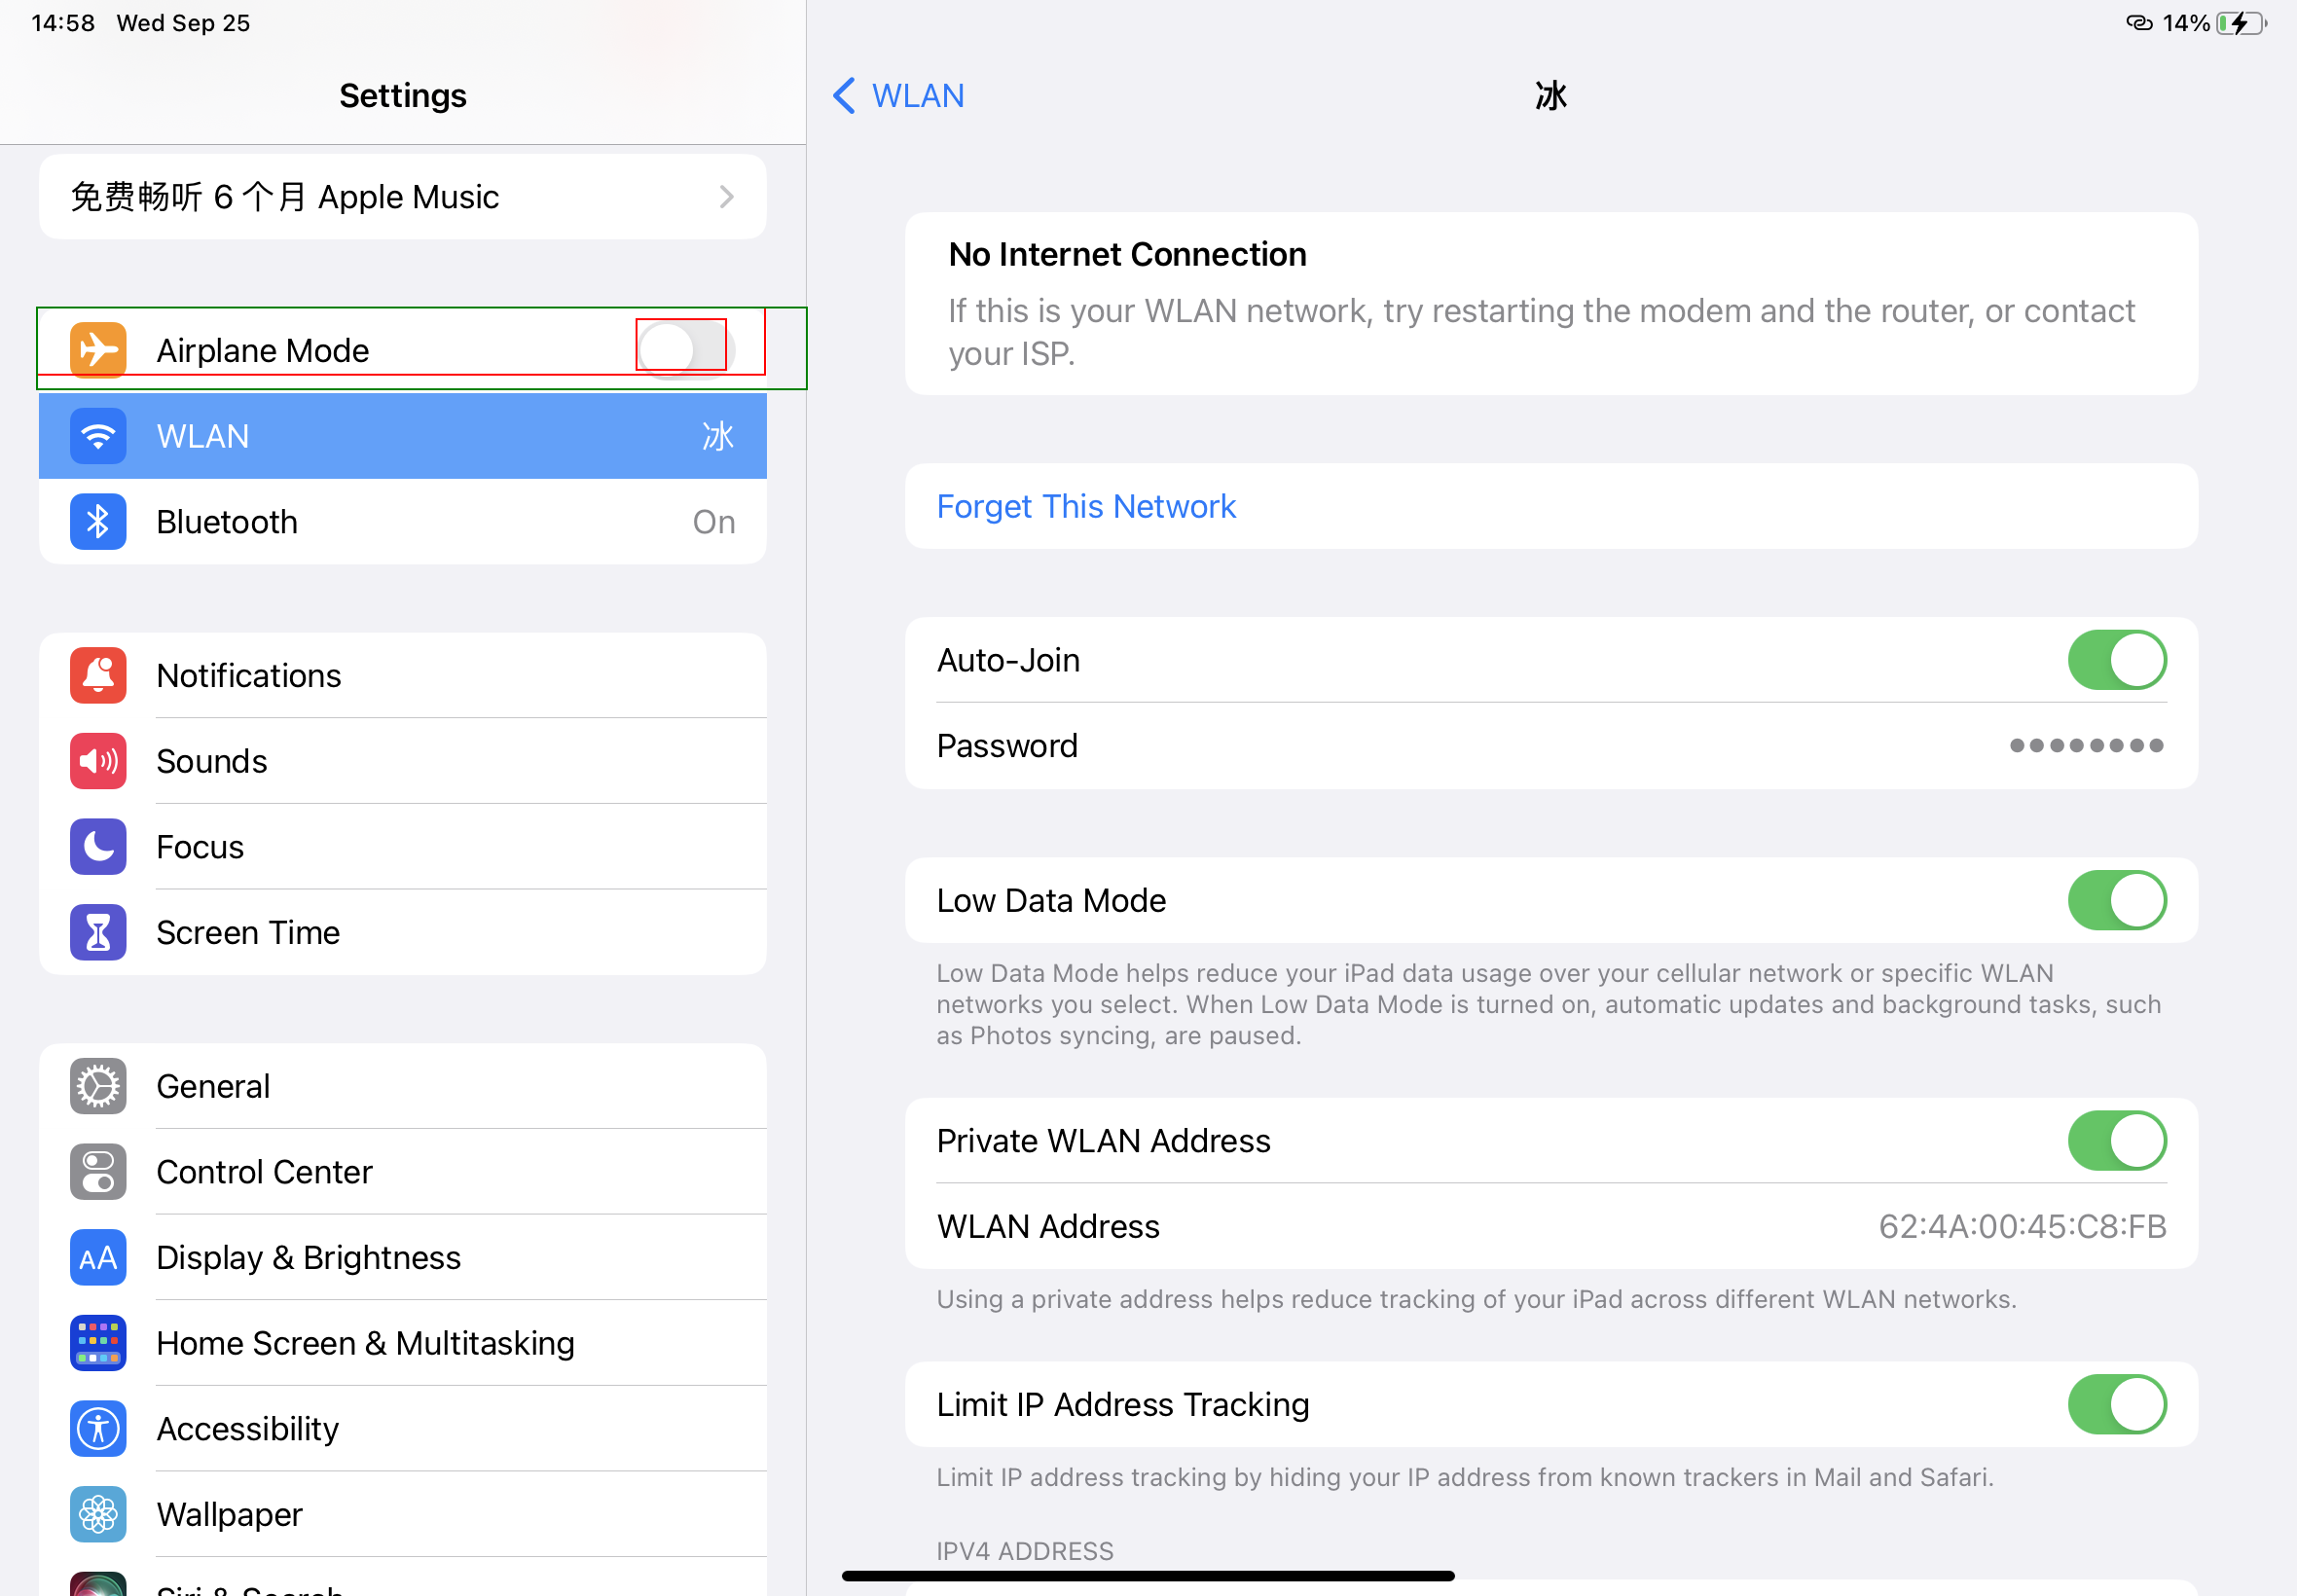 14:58 Wed Sep 25
14%
Settings
免费畅听 6 个月 Apple Music
Airplane Mode
WLAN 冰
Bluetooth On
Notifications
Sounds
Focus
Screen Time
General
Control Center
AA Display & Brightness
Home Screen & Multitasking
Accessibility
Wallpaper
Siri & Search
WLAN
冰
No Internet Connection
If this is your WLAN network, try restarting the modem and the router, or contact
your ISP.
Forget This Network
Auto-Join
Password ●●●●●●●●
Low Data Mode
Low Data Mode helps reduce your iPad data usage over your cellular network or specific WLAN
networks you select. When Low Data Mode is turned on, automatic updates and background tasks, such
as Photos syncing, are paused.
Private WLAN Address
WLAN Address 62:4A:00:45:C8:FB
Using a private address helps reduce tracking of your iPad across different WLAN networks.
Limit IP Address Tracking
Limit IP address tracking by hiding your IP address from known trackers in Mail and Safari.
IPV4 ADDRESS